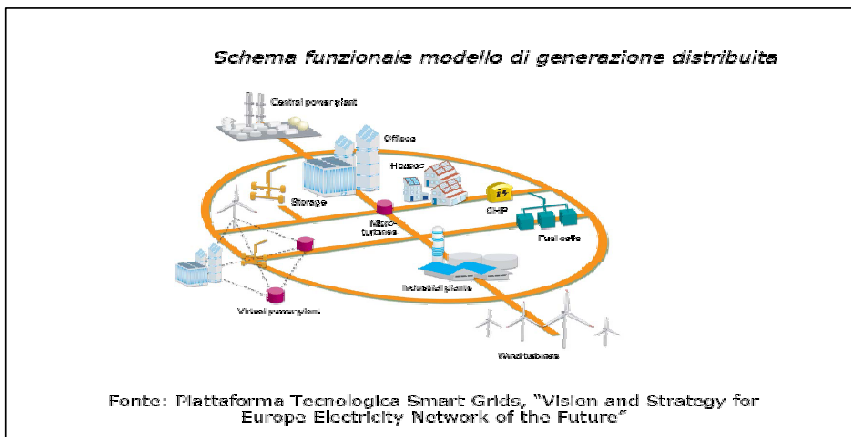 Schema funzionale modello di generazione distribuita
Central power plant
Offices
Houses
Storage
CHP
Micro-
turbines
Fuel cells
Industrial plants
Virtual power plant
Wind turbines
Fonte: Piattaforma Tecnologica Smart Grids, "Vision and Strategy for
Europe Electricity Network of the Future"